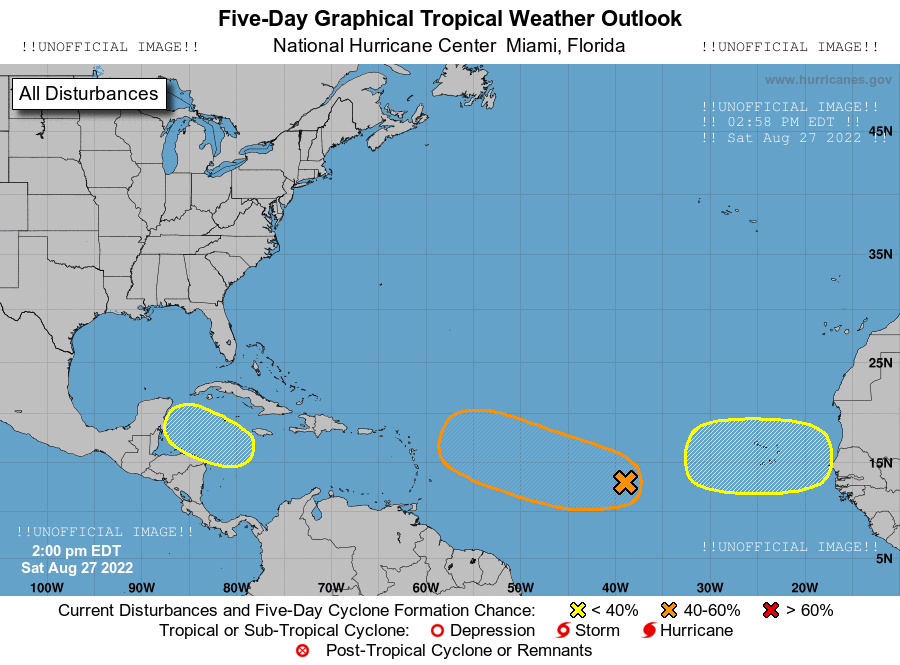 Five-Day Graphical Tropical Weather Outlook
!!UNOFFICIAL IMAGE!!
National Hurricane Center Miami, Florida
!!UNOFFICIAL IMAGE!!
www.hurricanes.gov
All Disturbances
!!UNOFFICIAL IMAGE!!
!! 02:58 PM EDT !!
!! Sat Aug 27 2022 !!
45N
35N
25N
15N
!!UNOFFICIAL IMAGE!!
2:00 pm EDT
Sat Aug 27 2022
!!UNOFFICIAL IMAGE!!
5N
100W 90W 80W 70W 60W 50W 40W 30W 20W
Current Disturbances and Five-Day Cyclone Formation Chance: < 40% 40-60% > 60%
Tropical or Sub-Tropical Cyclone: Depression Storm Hurricane
Post-Tropical Cyclone or Remnants